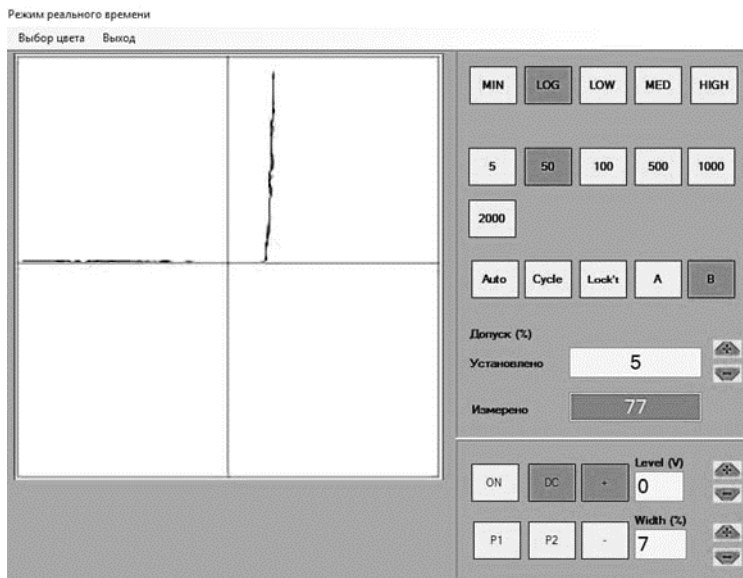 Режим реального времени
Выбор цвета Выход
MIN LOG LOW MED HIGH
5 50 100 500 1000
2000
Auto Cycle Lock't A B
Допуск (%)
Установлено 5
Измерено 77
ON DC + Level (V) 0
P1 P2 - Width (%) 7